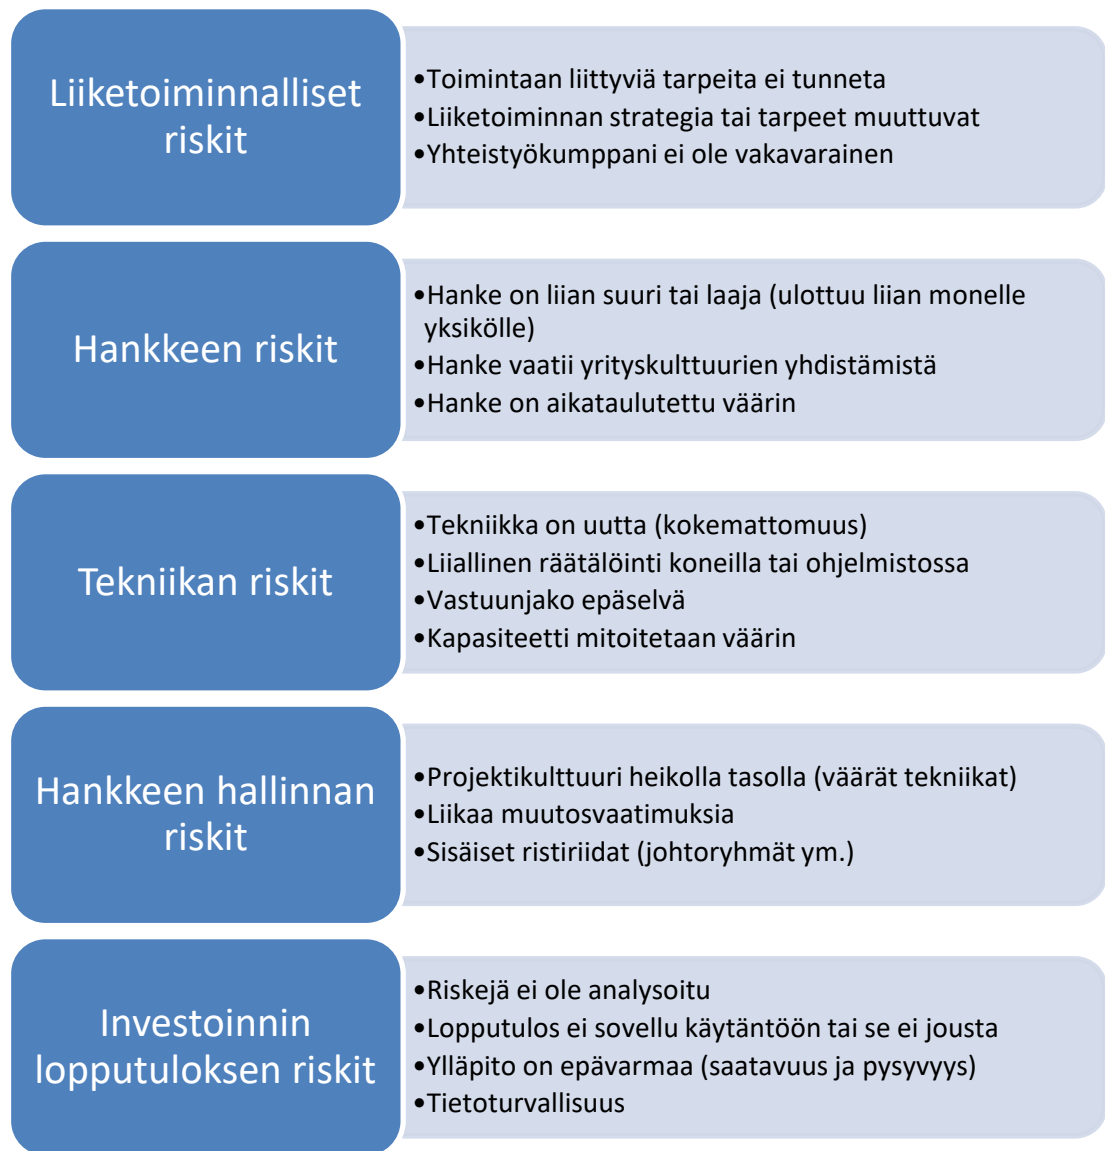 Liiketoiminnalliset
riskit
•Toimintaan liittyviä tarpeita ei tunneta
•Liiketoiminnan strategia tai tarpeet muuttuvat
•Yhteistyökumppani ei ole vakavarainen
Hankkeen riskit
•Hanke on liian suuri tai laaja (ulottuu liian monelle
yksikölle)
•Hanke vaatii yrityskulttuurien yhdistämistä
•Hanke on aikataulutettu väärin
Tekniikan riskit
•Tekniikka on uutta (kokemattomuus)
•Liiallinen räätälöinti koneilla tai ohjelmistossa
•Vastuunjako epäselvä
•Kapasiteetti mitoitetaan väärin
Hankkeen hallinnan
riskit
•Projektikulttuuri heikolla tasolla (väärät tekniikat)
•Liikaa muutosvaatimuksia
•Sisäiset ristiriidat (johtoryhmät ym.)
Investoinnin
lopputuloksen riskit
•Riskejä ei ole analysoitu
•Lopputulos ei sovellu käytäntöön tai se ei jousta
•Ylläpito on epävarmaa (saatavuus ja pysyvyys)
•Tietoturvallisuus